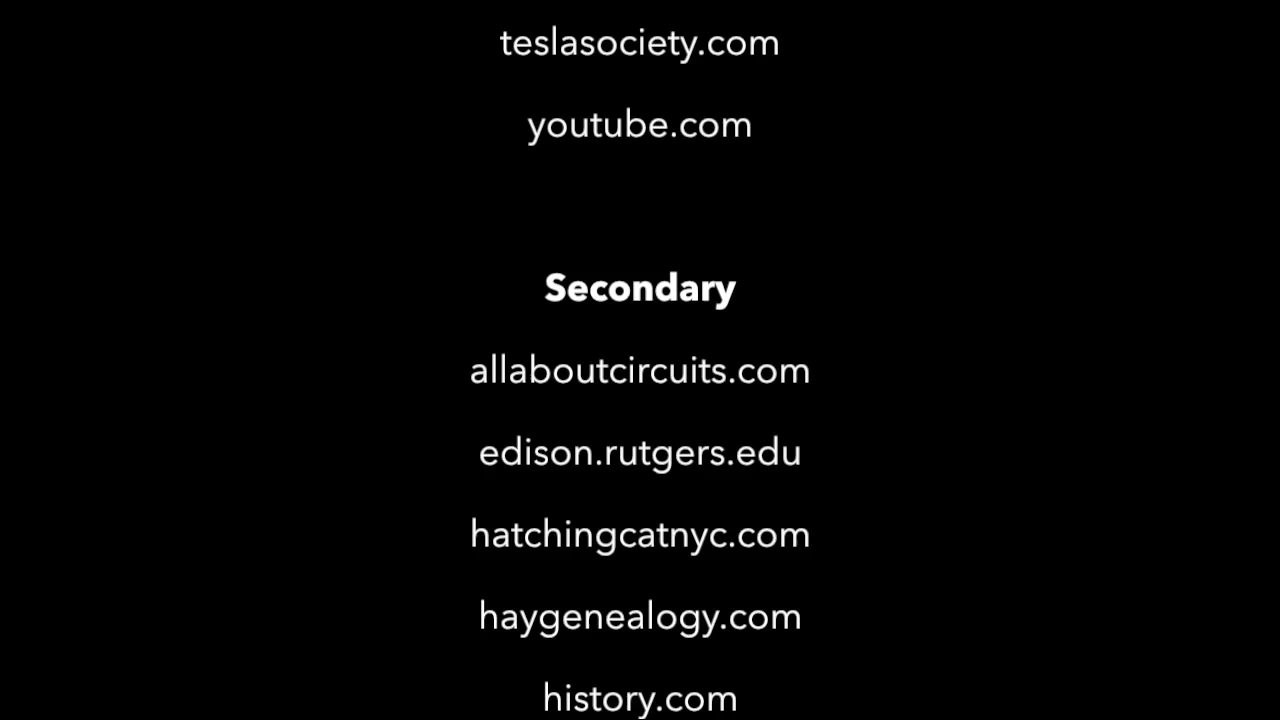 teslasociety.com
youtube.com
Secondary
allaboutcircuits.com
edison.rutgers.edu
hatchingcatnyc.com
haygenealogy.com
history.com